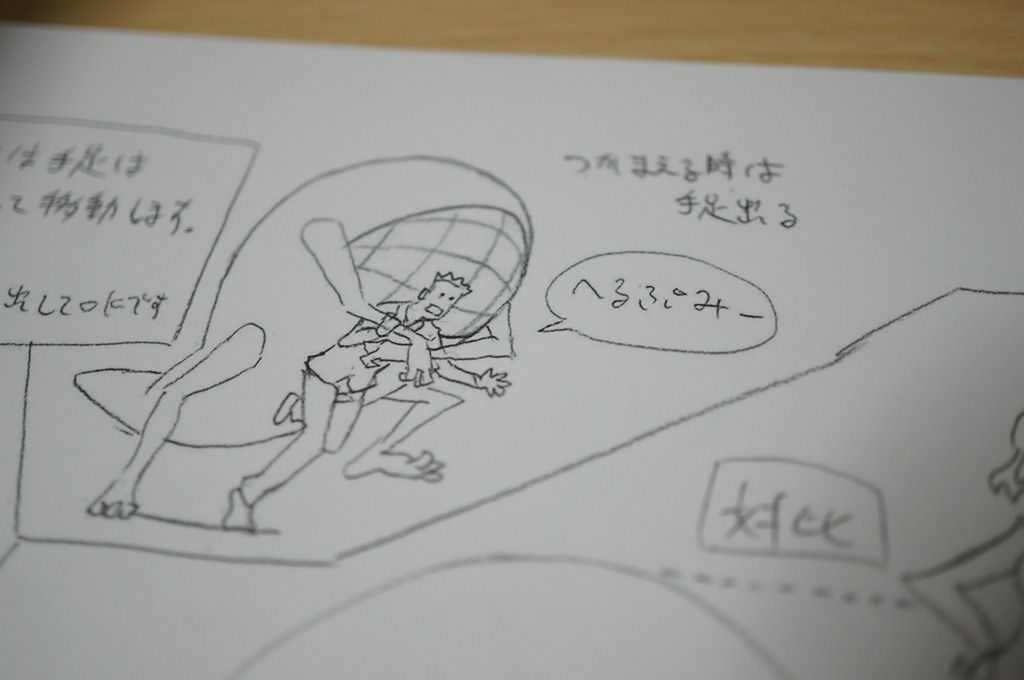 は手足は
て移動します。
出してOKです
つかまえる時は
手足出る
へるぷみー
対比